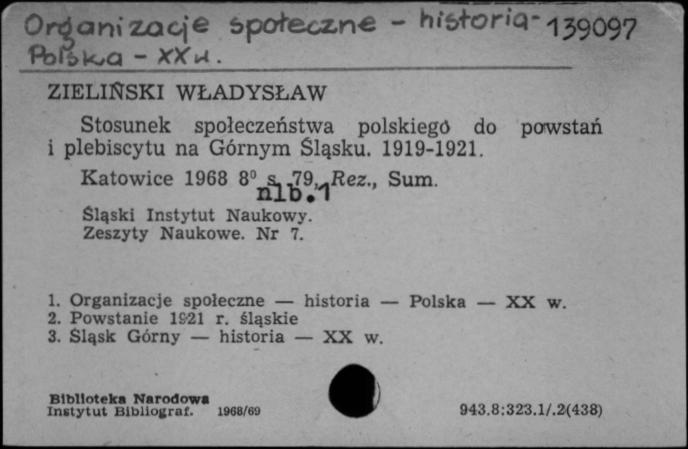 Organizacje społeczne - historia- 139097
Polska - XX w.
ZIELIŃSKI WŁADYSŁAW
Stosunek społeczeństwa polskiego do powstań
i plebiscytu na Górnym Śląsku. 1919-1921.
Katowice 1968 8° s. 79, Rez., Sum.
nlb. 1
Śląski Instytut Naukowy.
Zeszyty Naukowe. Nr 7.
1. Organizacje społeczne — historia — Polska — XX w.
2. Powstanie 1921 r. śląskie
3. Śląsk Górny — historia — XX w.
Biblioteka Narodowa
Instytut Bibliograf. 1968/69 943.8:323.1/.2(438)